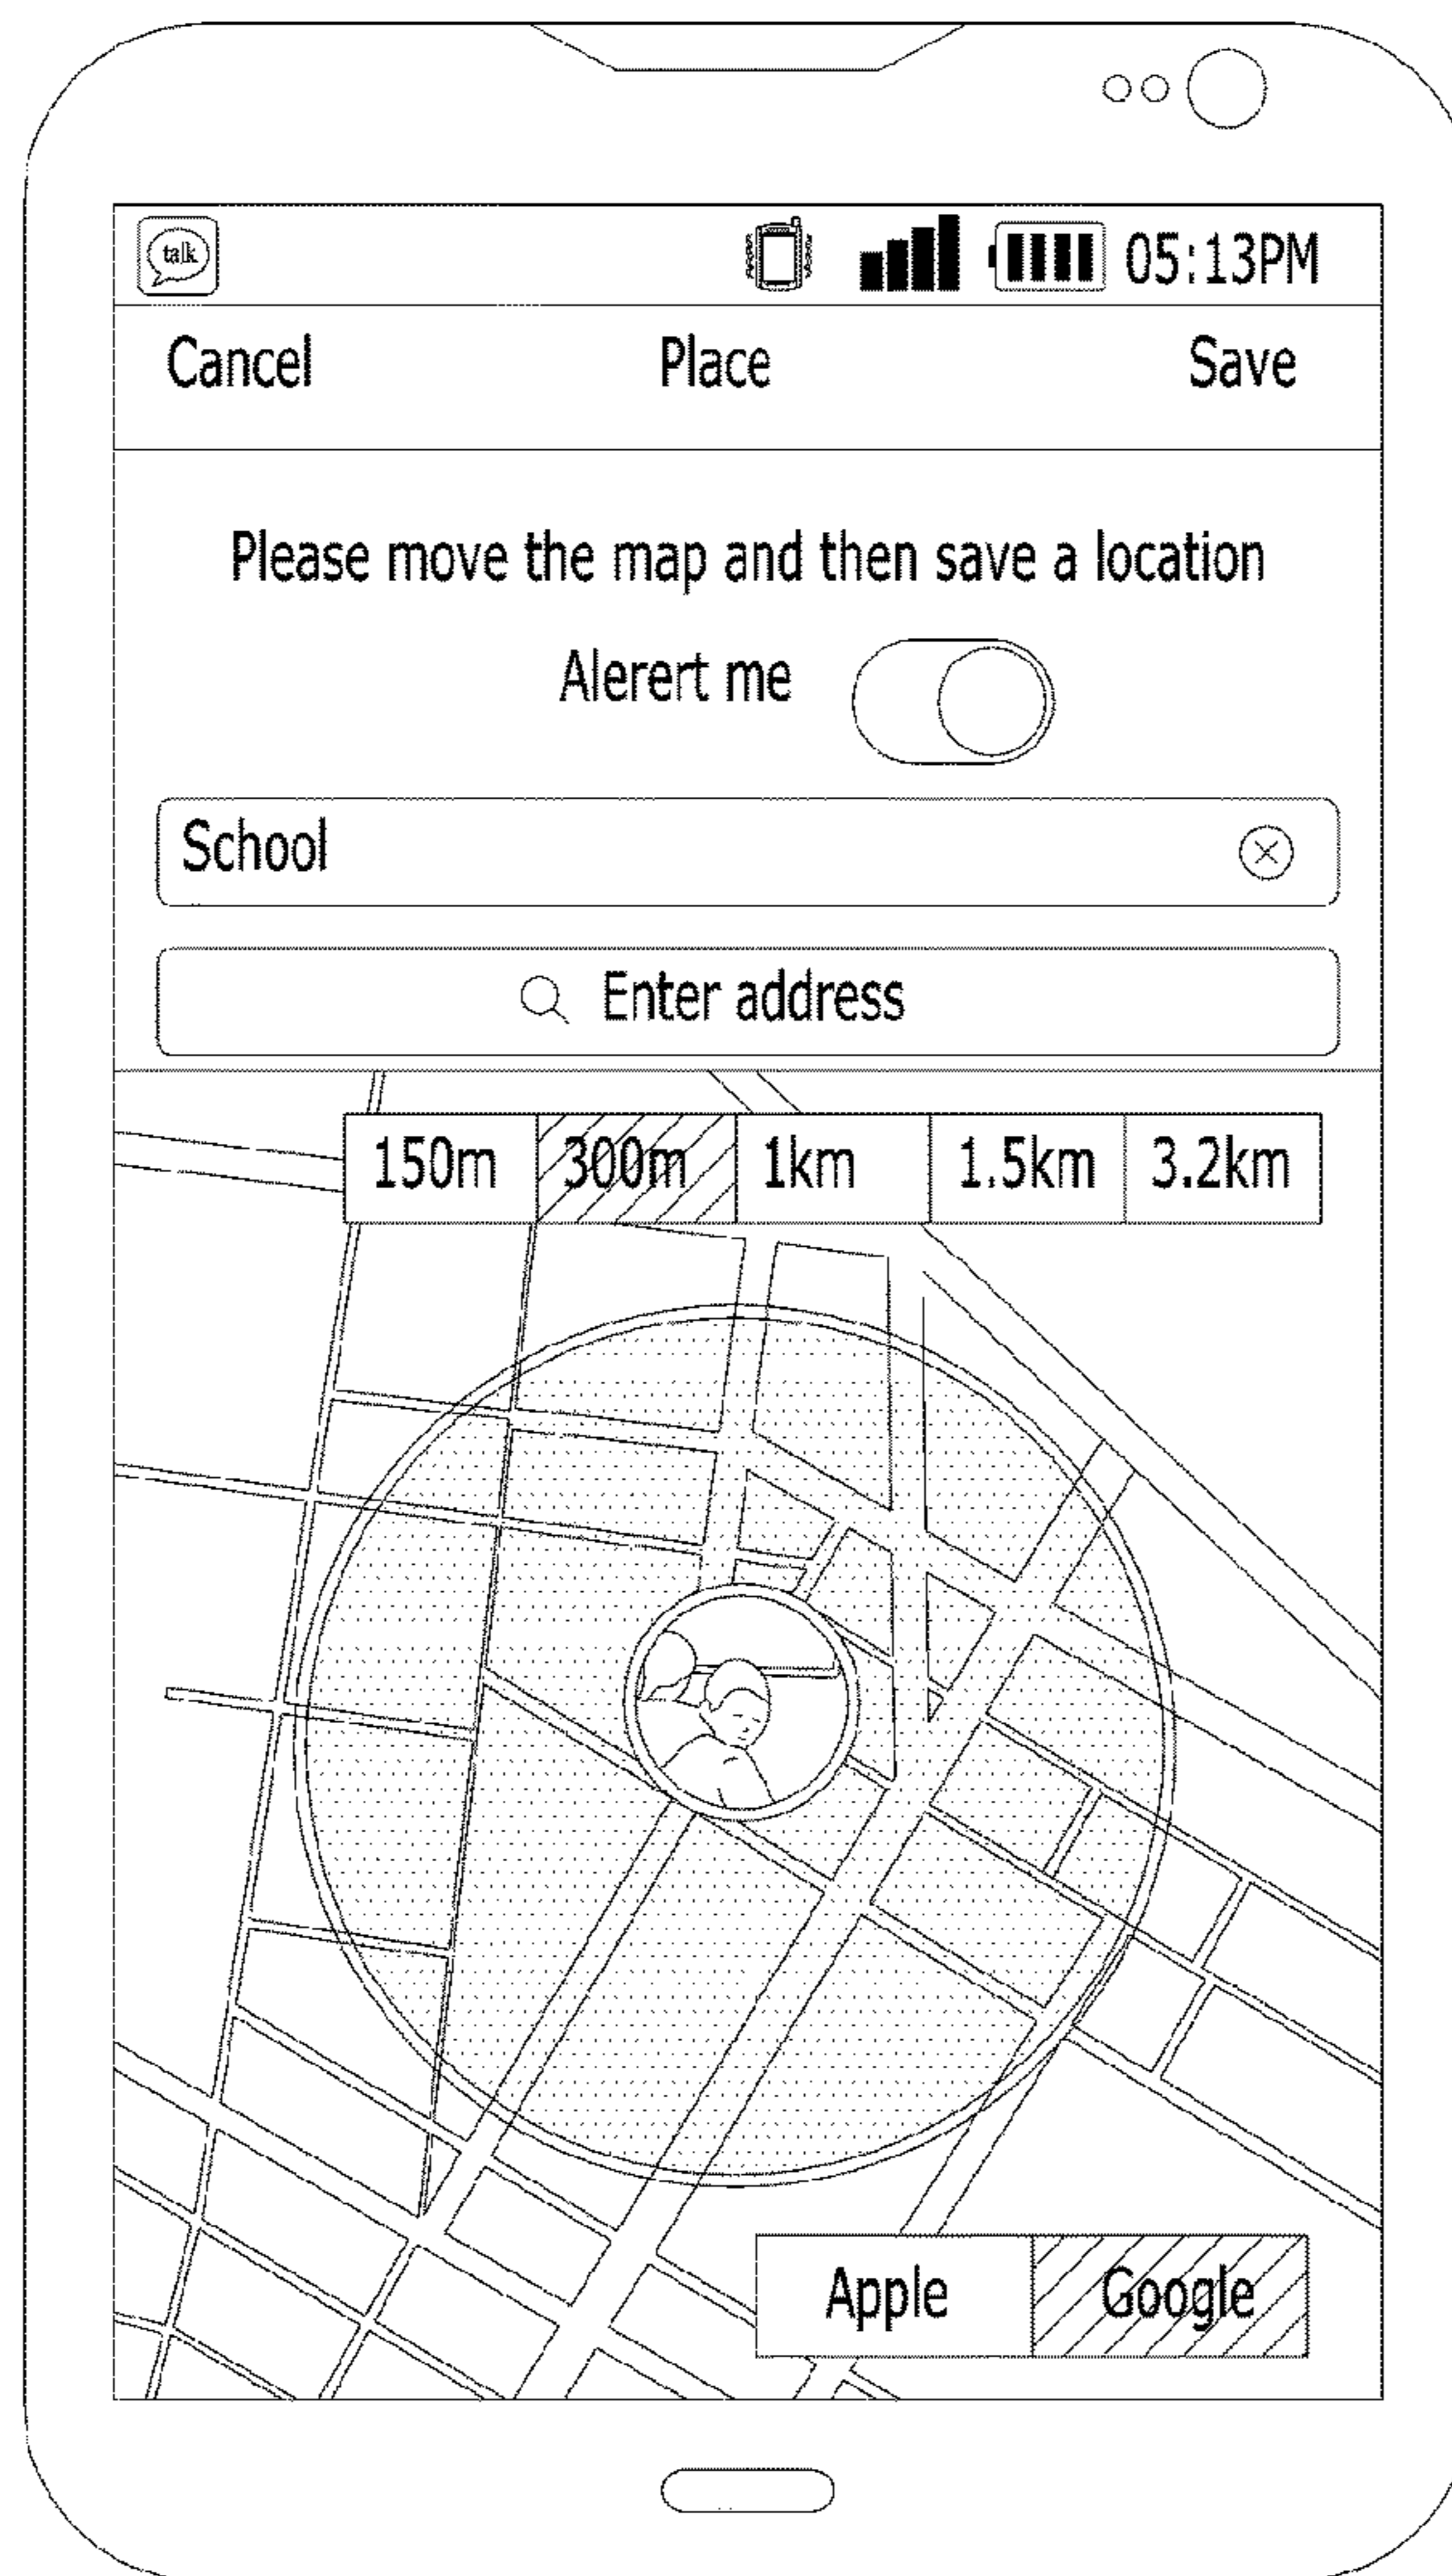 talk 05:13PM
Cancel Place Save
Please move the map and then save a location
Alerert me
School
Enter address
150m 300m 1km 1.5km 3.2km
Apple Google